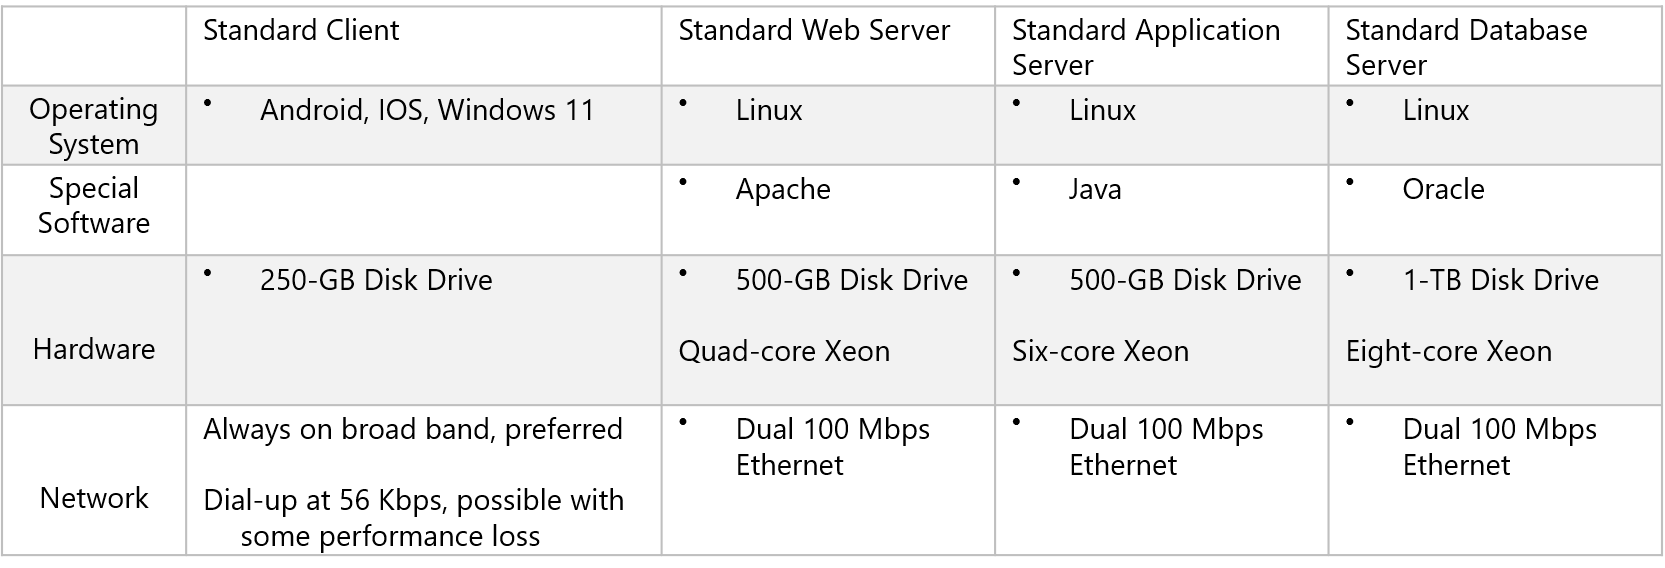 Standard Client
Standard Web Server
Standard Application
Server
Standard Database
Server
Operating
System
• Android, IOS, Windows 11
• Linux
• Linux
• Linux
Special
Software
• Apache
• Java
• Oracle
Hardware
• 250-GB Disk Drive
• 500-GB Disk Drive
Quad-core Xeon
• 500-GB Disk Drive
Six-core Xeon
• 1-TB Disk Drive
Eight-core Xeon
Network
Always on broad band, preferred
Dial-up at 56 Kbps, possible with
some performance loss
• Dual 100 Mbps
Ethernet
• Dual 100 Mbps
Ethernet
• Dual 100 Mbps
Ethernet